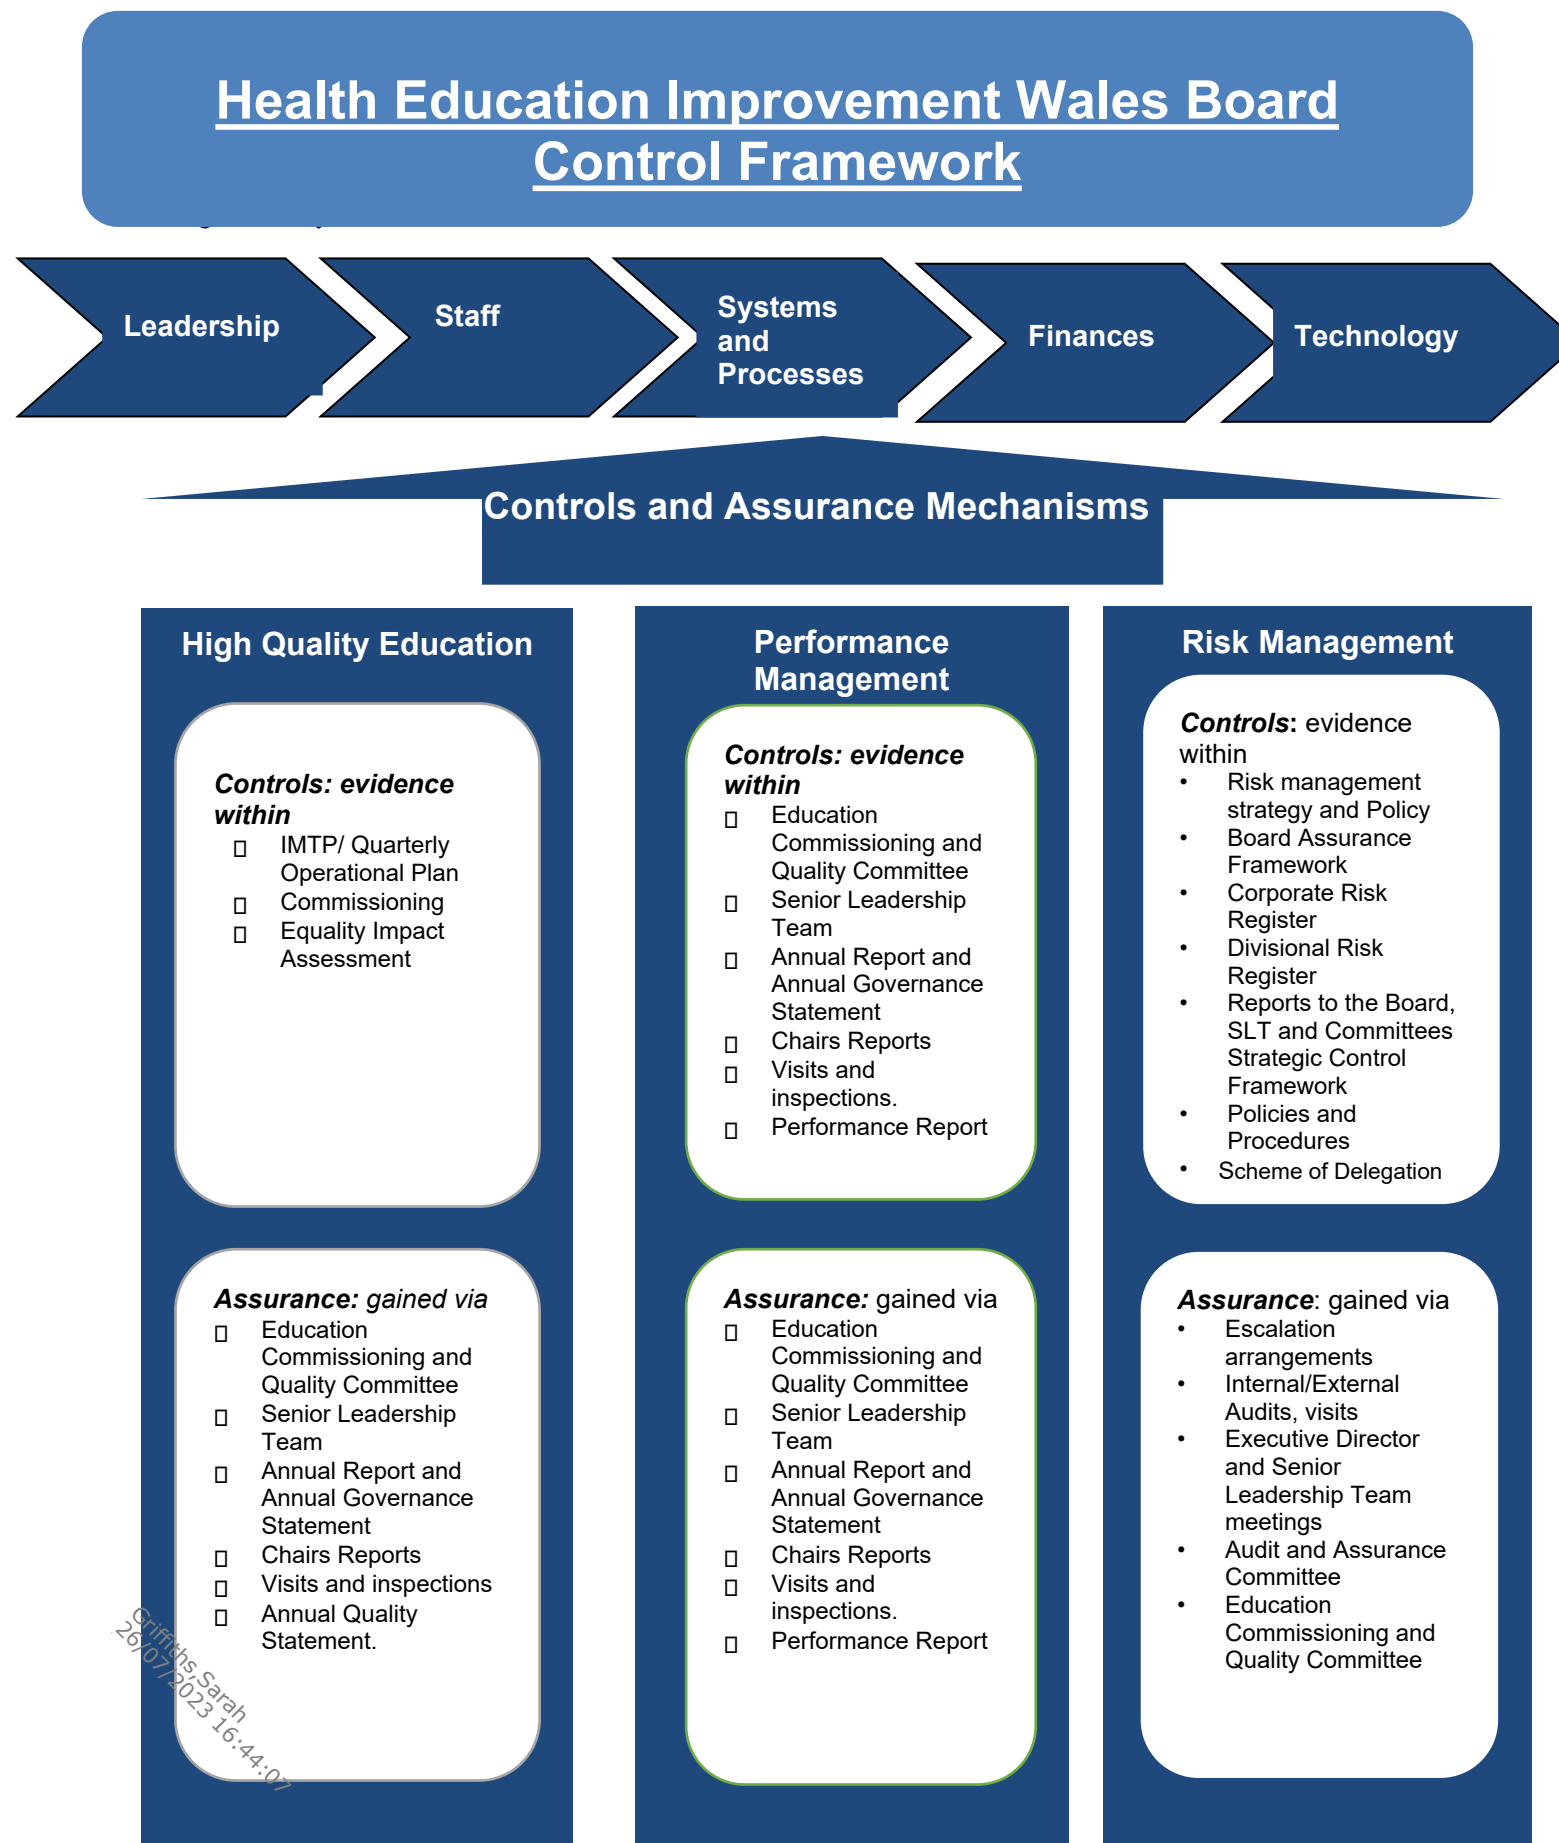 Health Education Improvement Wales Board
Control Framework
Leadership
Staff
Systems
and
Processes
Finances
Technology
Controls and Assurance Mechanisms
High Quality Education
Controls: evidence
within
IMTP/ Quarterly
Operational Plan
Commissioning
Equality Impact
Assessment
Assurance: gained via
Education
Commissioning and
Quality Committee
Senior Leadership
Team
Annual Report and
Annual Governance
Statement
Chairs Reports
Visits and inspections
Annual Quality
Statement.
Performance
Management
Controls: evidence
within
Education
Commissioning and
Quality Committee
Senior Leadership
Team
Annual Report and
Annual Governance
Statement
Chairs Reports
Visits and
inspections.
Performance Report
Assurance: gained via
Education
Commissioning and
Quality Committee
Senior Leadership
Team
Annual Report and
Annual Governance
Statement
Chairs Reports
Visits and
inspections.
Performance Report
Risk Management
Controls: evidence
within
• Risk management
strategy and Policy
• Board Assurance
Framework
• Corporate Risk
Register
• Divisional Risk
Register
• Reports to the Board,
SLT and Committees
Strategic Control
Framework
• Policies and
Procedures
• Scheme of Delegation
Assurance: gained via
• Escalation
arrangements
• Internal/External
Audits, visits
• Executive Director
and Senior
Leadership Team
meetings
• Audit and Assurance
Committee
• Education
Commissioning and
Quality Committee
Griffiths,Sarah
26/07/2023 16:44:07